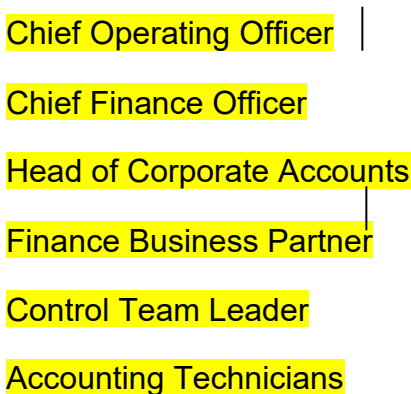 Chief Operating Officer
Chief Finance Officer
Head of Corporate Accounts
Finance Business Partner
Control Team Leader
Accounting Technicians